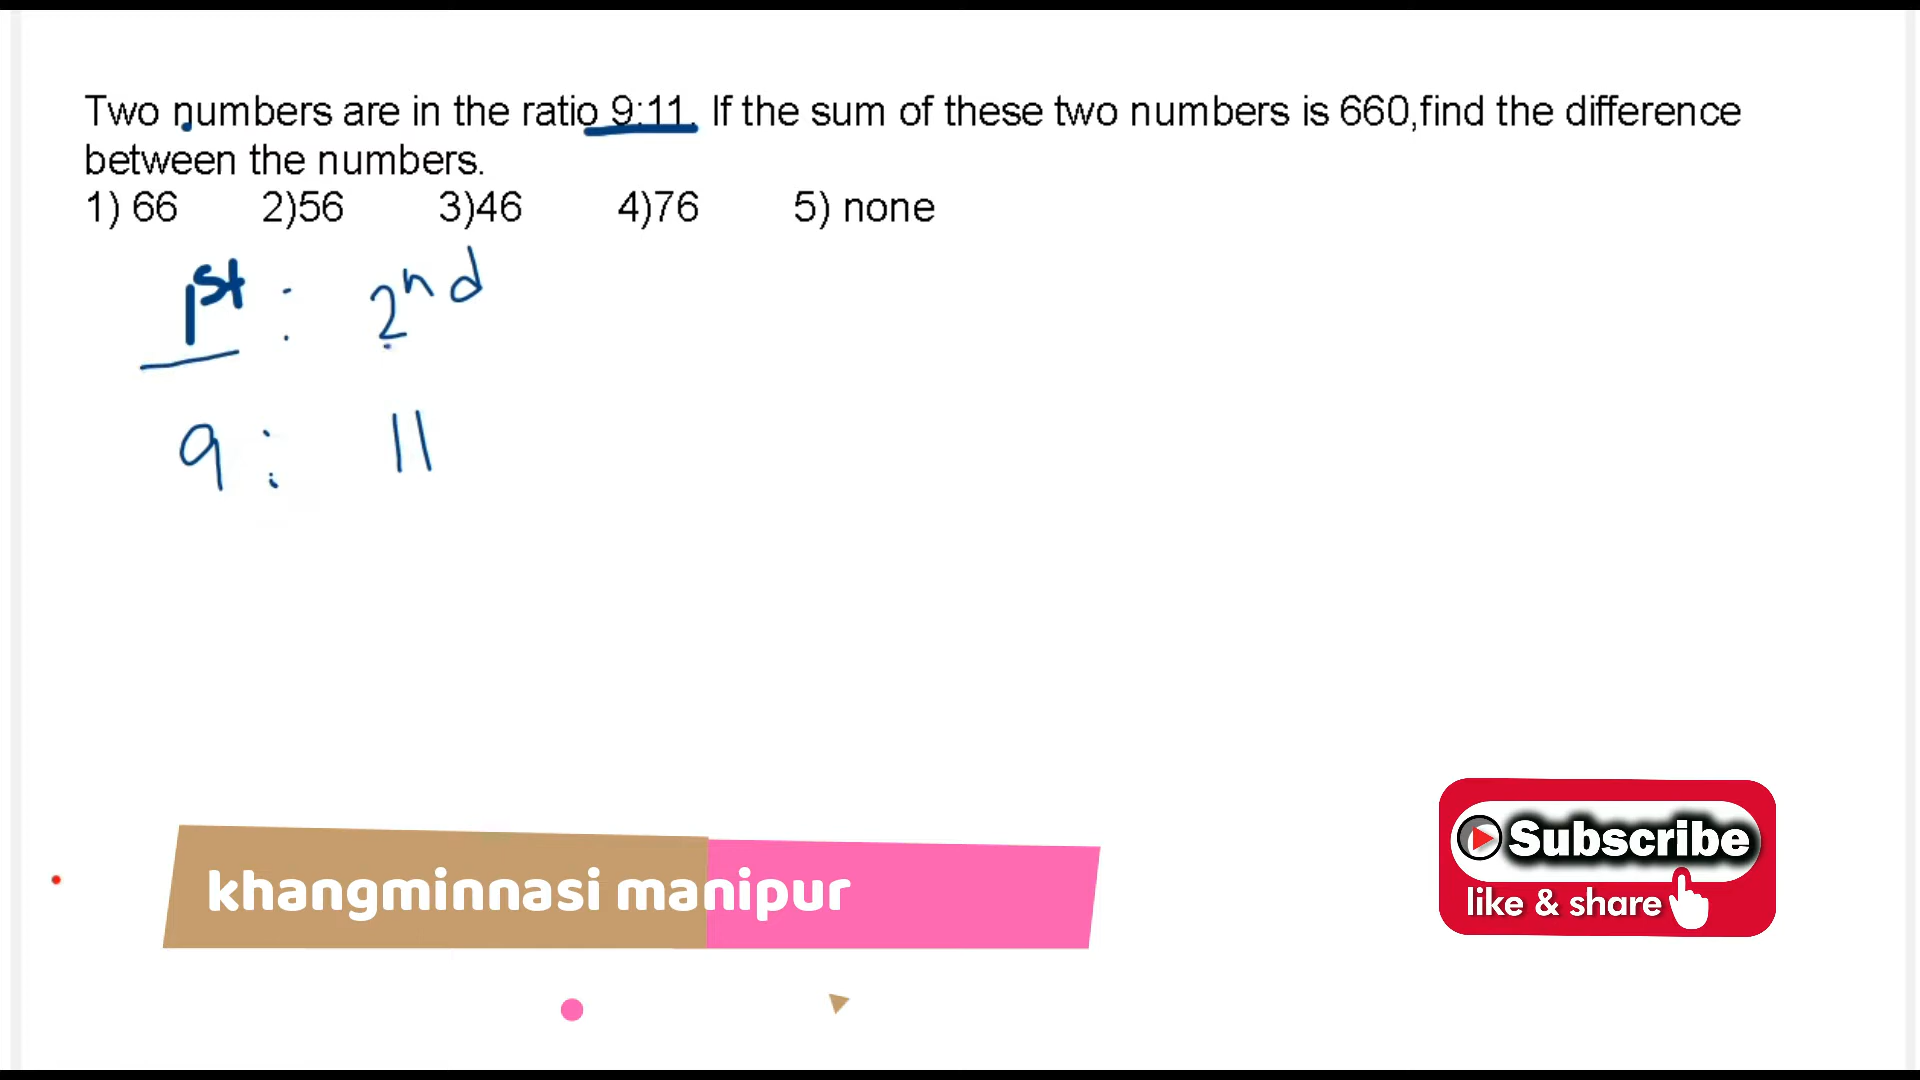 Two numbers are in the ratio 9:11. If the sum of these two numbers is 660,find the difference
between the numbers.
1) 66 2)56 3)46 4)76 5) none
1st : 2nd
9 : 11
khangminnasi manipur
Subscribe
like & share